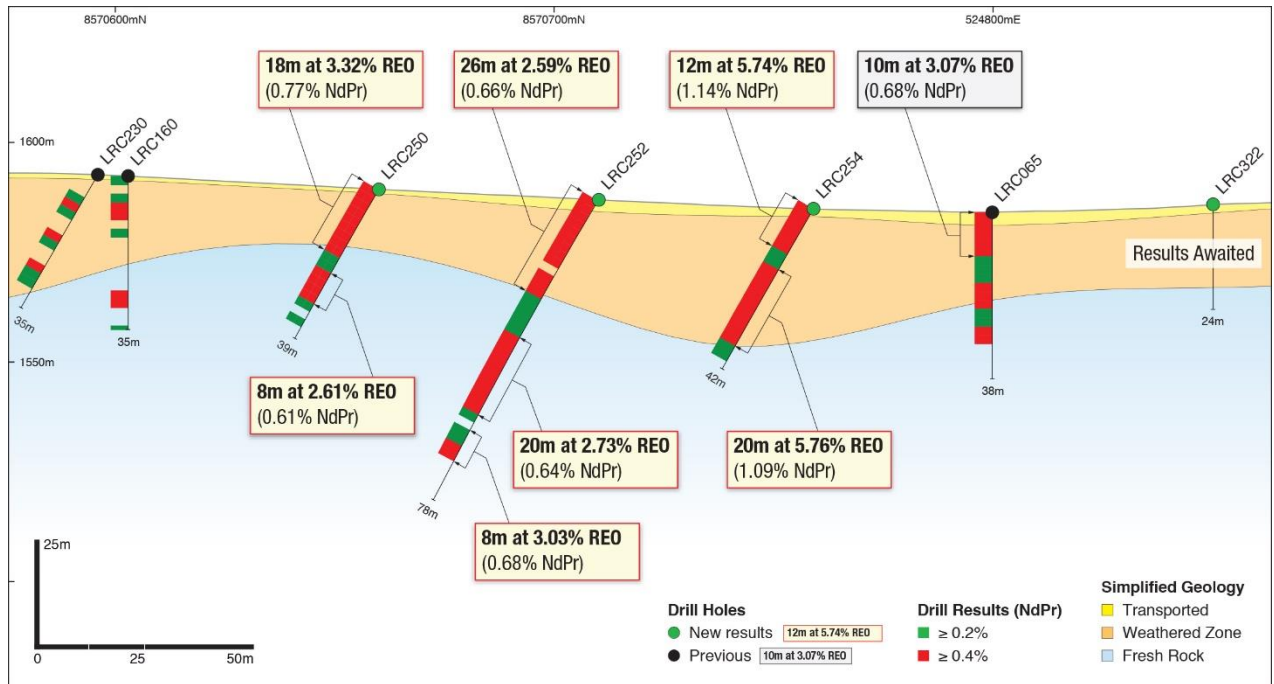 8570600mN
8570700mN
524800mE
18m at 3.32% REO
(0.77% NdPr)
26m at 2.59% REO
(0.66% NdPr)
12m at 5.74% REO
(1.14% NdPr)
10m at 3.07% REO
(0.68% NdPr)
1600m
LRC230
LRC160
LRC250
LRC252
LRC254
LRC065
LRC322
Results Awaited
35m
35m
39m
78m
42m
38m
24m
1550m
8m at 2.61% REO
(0.61% NdPr)
20m at 2.73% REO
(0.64% NdPr)
20m at 5.76% REO
(1.09% NdPr)
8m at 3.03% REO
(0.68% NdPr)
25m
0
25
50m
Drill Holes
New results 12m at 5.74% REO
Previous 10m at 3.07% REO
Drill Results (NdPr)
≥ 0.2%
≥ 0.4%
Simplified Geology
Transported
Weathered Zone
Fresh Rock